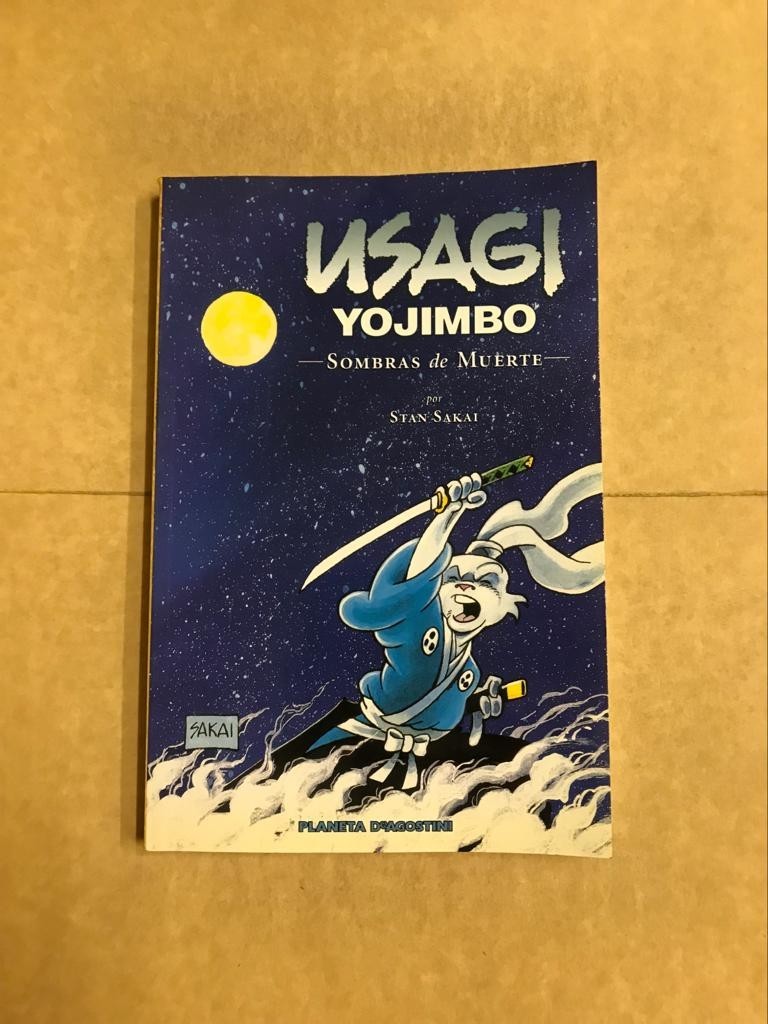 USAGI
YOJIMBO
SOMBRAS de MUERTE
por
STAN SAKAI
SAKAI
PLANETA DeAGOSTINI